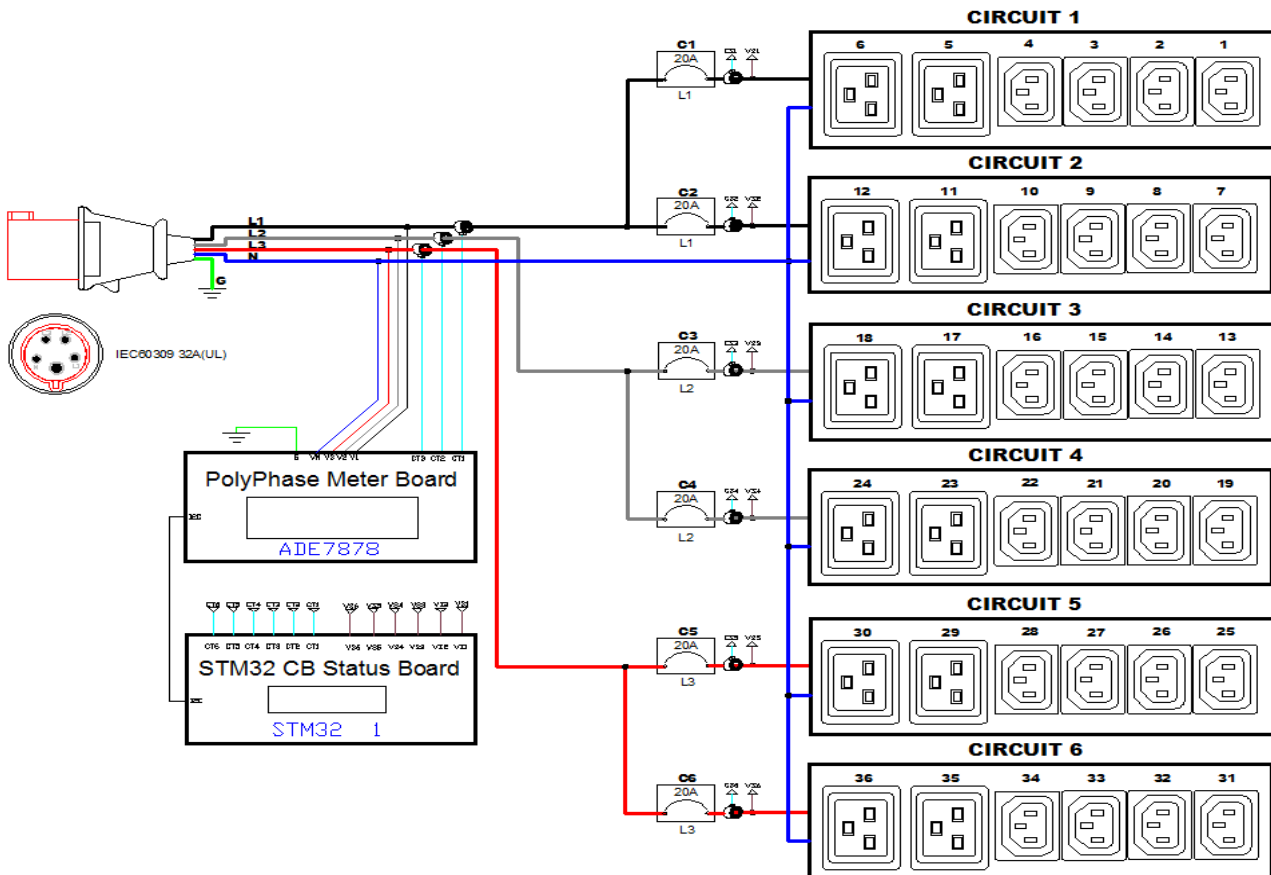 CIRCUIT 1
6 5 4 3 2 1
C1
20A
L1
CIRCUIT 2
12 11 10 9 8 7
C2
20A
L1
L1
L2
L3
N
G
IEC60309 32A(UL)
CIRCUIT 3
18 17 16 15 14 13
C3
20A
L2
CIRCUIT 4
24 23 22 21 20 19
C4
20A
L2
CT3 CT2 CT1
PolyPhase Meter Board
ADE7878
STM32 CB Status Board
STM32 1
CIRCUIT 5
30 29 28 27 26 25
C5
20A
L3
CIRCUIT 6
36 35 34 33 32 31
C6
20A
L3